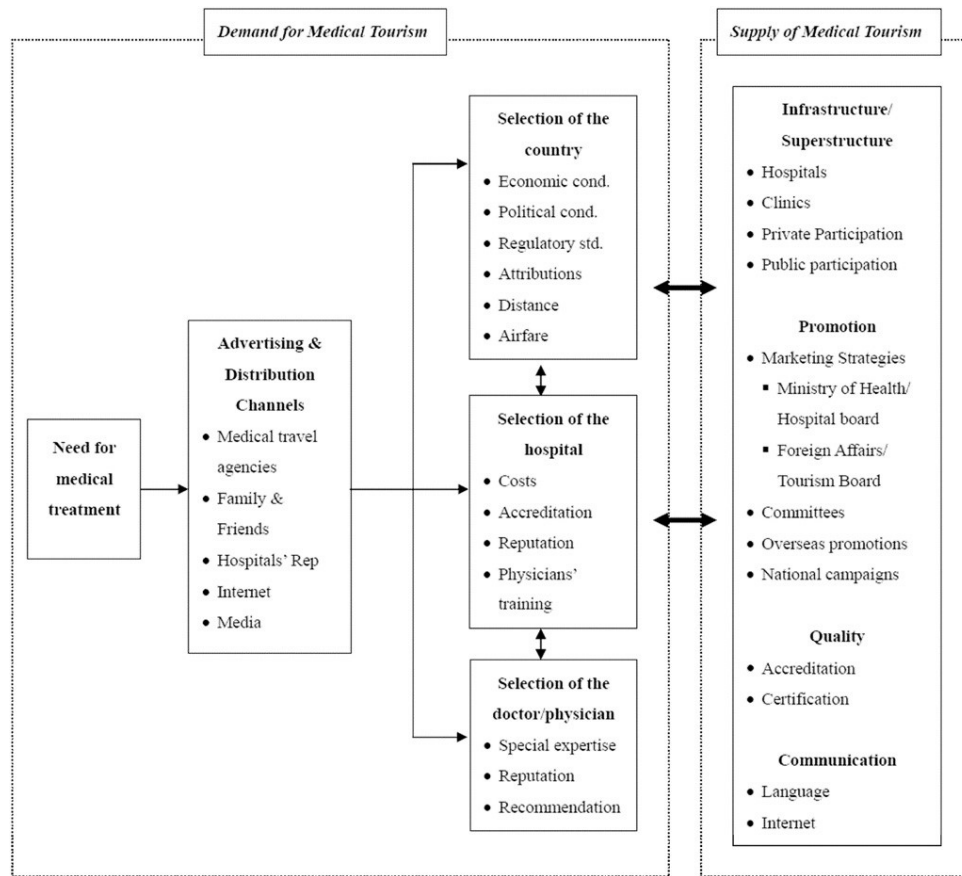 Demand for Medical Tourism
Need for
medical
treatment
Advertising &
Distribution
Channels
• Medical travel
agencies
• Family &
Friends
• Hospitals’ Rep
• Internet
• Media
Selection of the
country
• Economic cond.
• Political cond.
• Regulatory std.
• Attributions
• Distance
• Airfare
Selection of the
hospital
• Costs
• Accreditation
• Reputation
• Physicians’
training
Selection of the
doctor/physician
• Special expertise
• Reputation
• Recommendation
Supply of Medical Tourism
Infrastructure/
Superstructure
• Hospitals
• Clinics
• Private Participation
• Public participation
Promotion
• Marketing Strategies
▪ Ministry of Health/
Hospital board
▪ Foreign Affairs/
Tourism Board
• Committees
• Overseas promotions
• National campaigns
Quality
• Accreditation
• Certification
Communication
• Language
• Internet